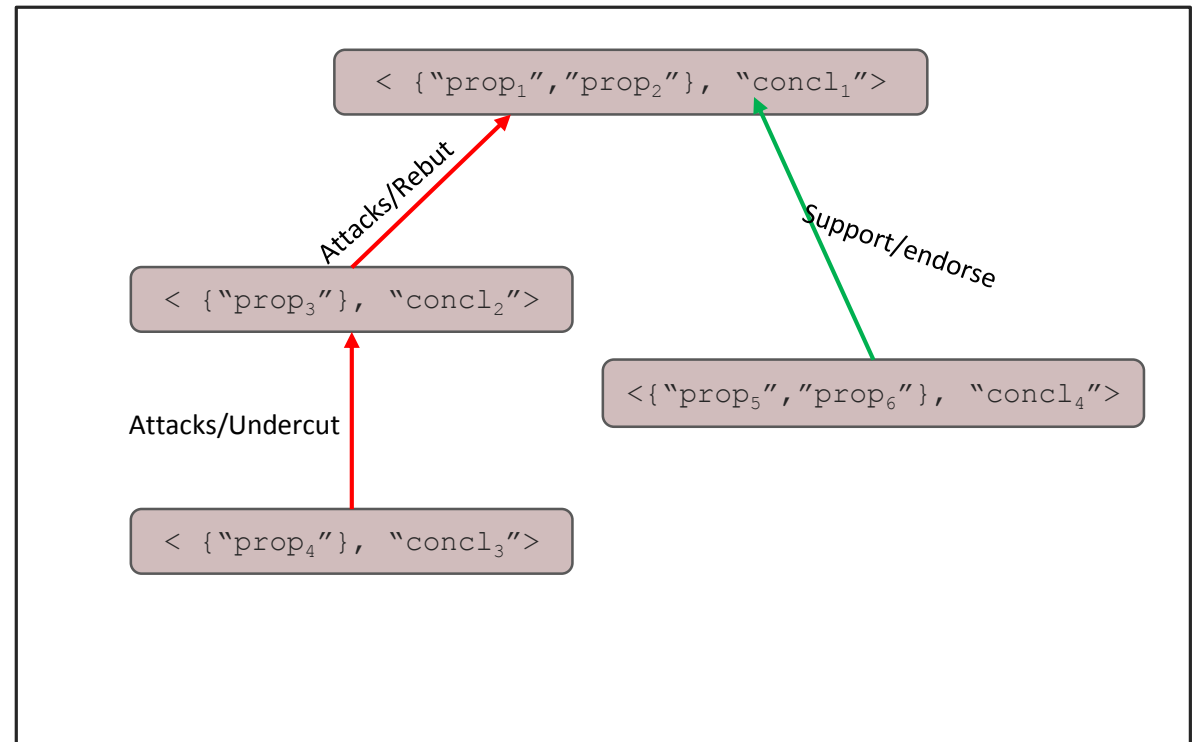 < {“prop₁”,”prop₂”}, “concl₁”>
Attacks/Rebut
Support/endorse
< {“prop₃”}, “concl₂”>
<{“prop₅”,”prop₆”}, “concl₄”>
Attacks/Undercut
< {“prop₄”}, “concl₃”>